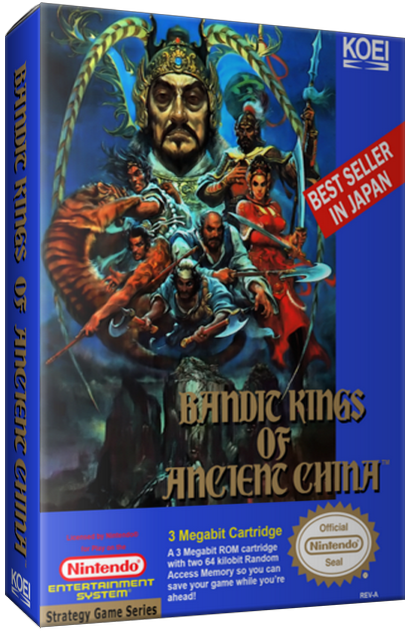 BANDIT KINGS OF ANCIENT CHINA
KOEI
KOEI
BEST SELLER
IN JAPAN
BANDIT KINGS
OF
ANCIENT CHINA™
Nintendo
ENTERTAINMENT
SYSTEM®
Strategy Game Series
3 Megabit Cartridge
A 3 Megabit ROM cartridge
with two 64 kilobit Random
Access Memory so you can
save your game while you're
ahead!
Official
Nintendo
Seal
REV-A